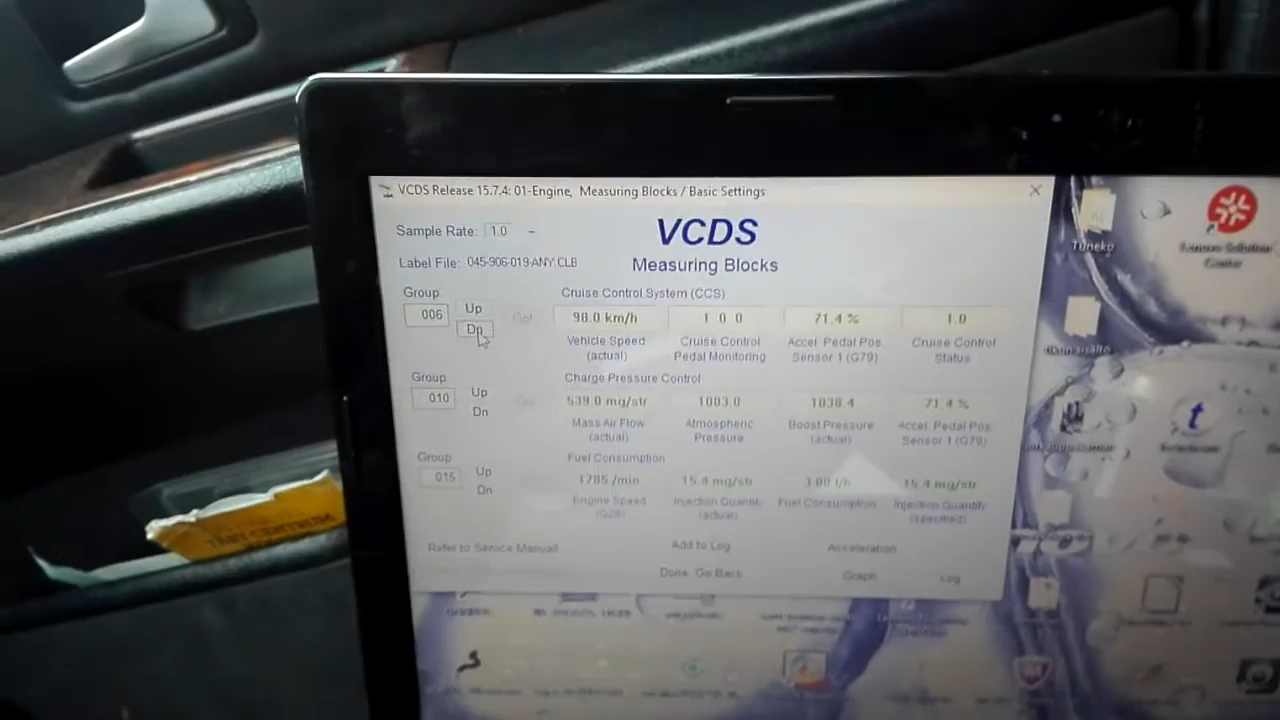 VCDS Release 15.7.4: 01-Engine, Measuring Blocks / Basic Settings
Sample Rate: 1.0
VCDS
Label File: 045-906-019-ANY.CLB
Measuring Blocks
Group
Cruise Control System (CCS)
006 Up Dn Go!
98.0 km/h 1 0 0 71.4 % 1.0
Vehicle Speed (actual)
Cruise Control Pedal Monitoring
Accel. Pedal Pos Sensor 1 (G79)
Cruise Control Status
Group
Charge Pressure Control
010 Up Dn
539.0 mg/str 1003.0 1038.4 71.4 %
Mass Air Flow (actual)
Atmospheric Pressure
Boost Pressure (actual)
Accel. Pedal Pos Sensor 1 (G79)
Group
Fuel Consumption
015 Up Dn
1785 /min 15.4 mg/str 15.4 mg/str
Engine Speed (G28)
Injection Quantity (actual)
Fuel Consumption
Injection Quantity (specified)
Refer to Service Manual!
Add to Log
Acceleration
Done, Go Back
Graph
Log
Lenovo Solution
Center